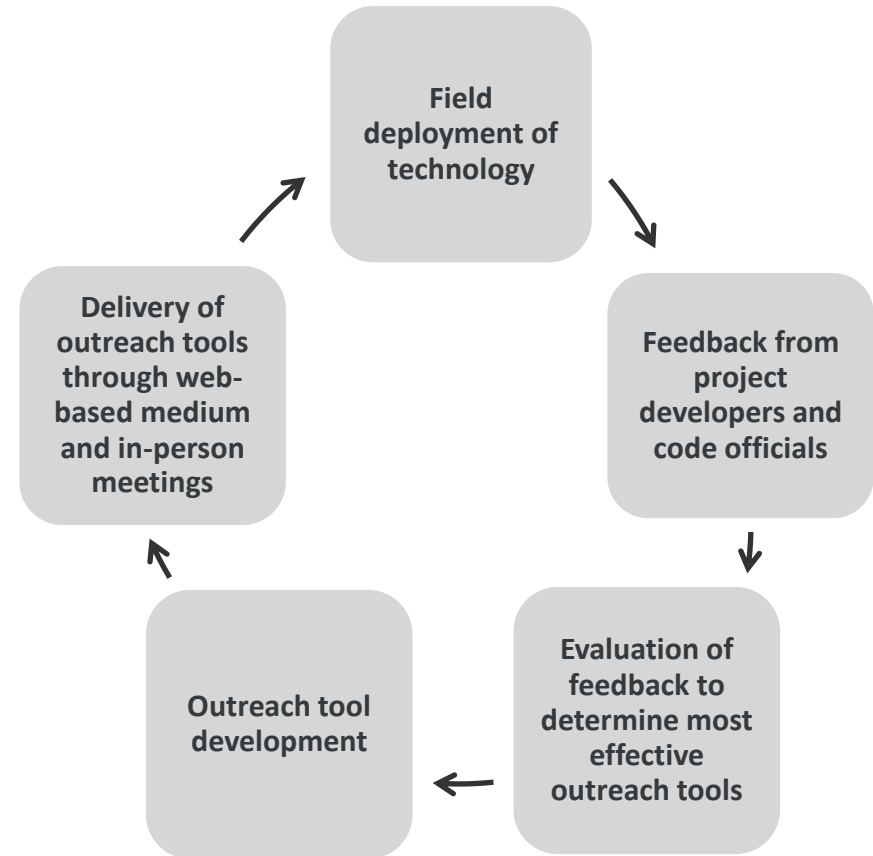 Field
deployment of
technology
Feedback from
project
developers and
code officials
Evaluation of
feedback to
determine most
effective
outreach tools
Outreach tool
development
Delivery of
outreach tools
through web-
based medium
and in-person
meetings